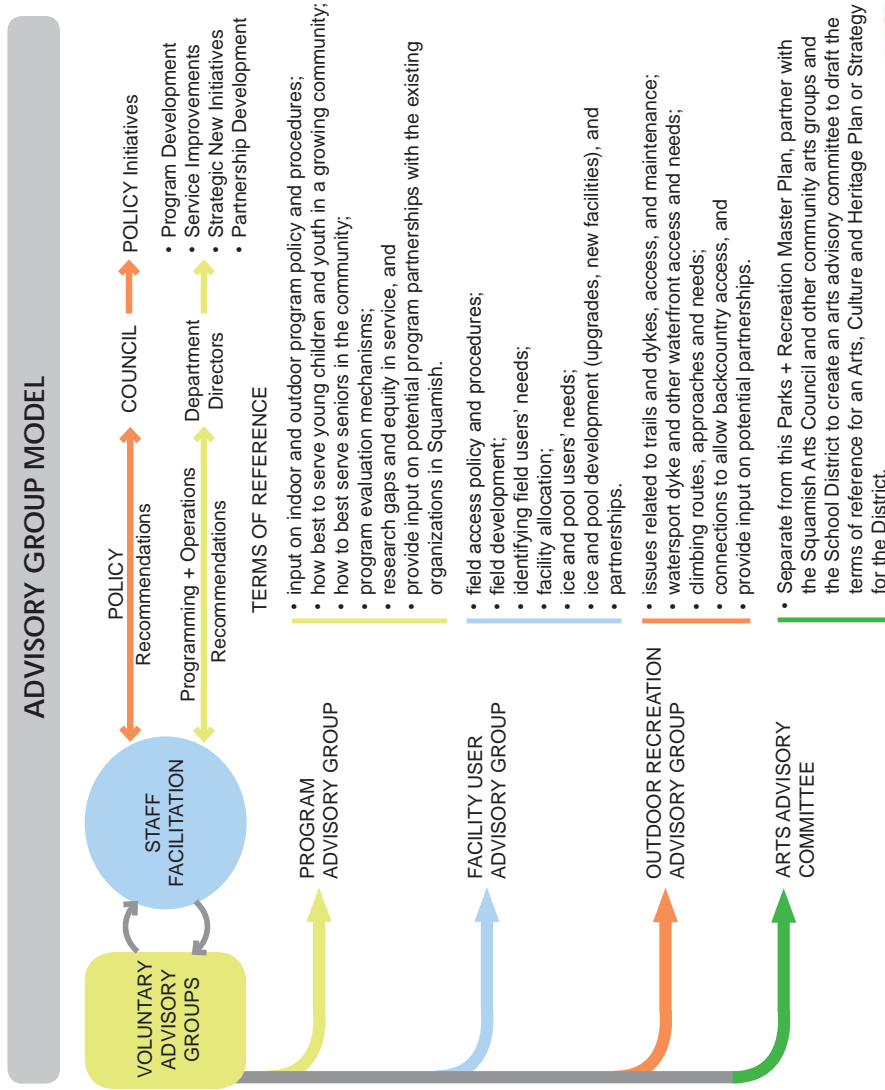 ADVISORY GROUP MODEL
VOLUNTARY
ADVISORY
GROUPS
STAFF
FACILITATION
POLICY
Recommendations
COUNCIL
POLICY Initiatives
Programming + Operations
Recommendations
Department
Directors
• Program Development
• Service Improvements
• Strategic New Initiatives
• Partnership Development
TERMS OF REFERENCE
PROGRAM
ADVISORY GROUP
• input on indoor and outdoor program policy and procedures;
• how best to serve young children and youth in a growing community;
• how to best serve seniors in the community;
• program evaluation mechanisms;
• research gaps and equity in service, and
• provide input on potential program partnerships with the existing
organizations in Squamish.
FACILITY USER
ADVISORY GROUP
• field access policy and procedures;
• field development;
• identifying field users' needs;
• facility allocation;
• ice and pool users' needs;
• ice and pool development (upgrades, new facilities), and
• partnerships.
OUTDOOR RECREATION
ADVISORY GROUP
• issues related to trails and dykes, access, and maintenance;
• watersport dyke and other waterfront access and needs;
• climbing routes, approaches and needs;
• connections to allow backcountry access, and
• provide input on potential partnerships.
ARTS ADVISORY
COMMITTEE
• Separate from this Parks + Recreation Master Plan, partner with
the Squamish Arts Council and other community arts groups and
the School District to create an arts advisory committee to draft the
terms of reference for an Arts, Culture and Heritage Plan or Strategy
for the District.